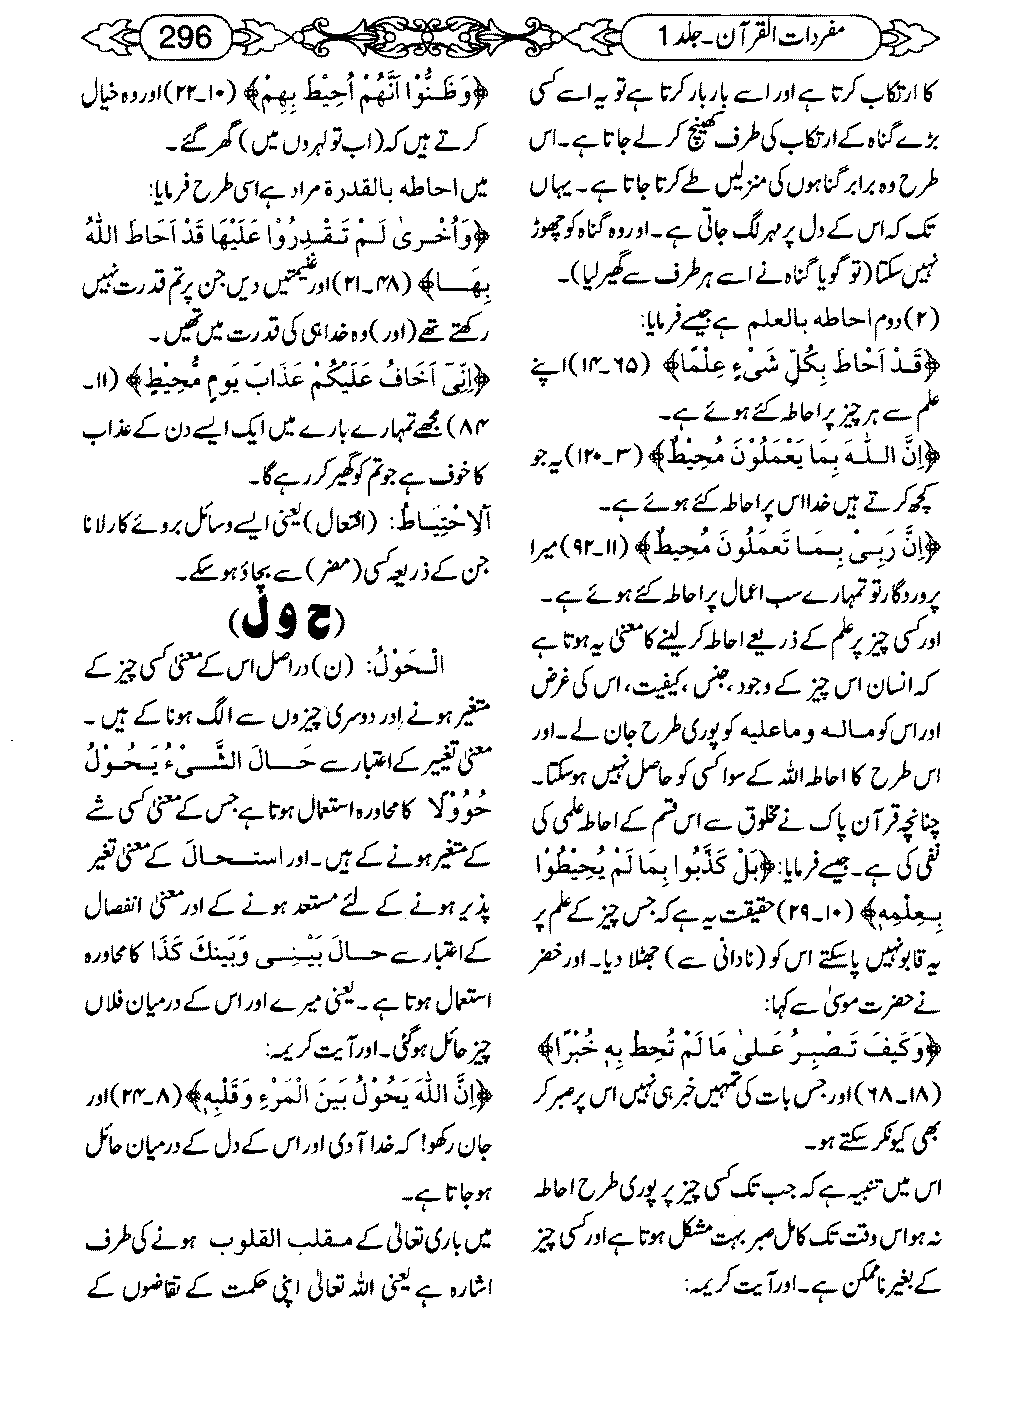 مفردات القرآن۔ جلد 1
296
کا ارتکاب کرتا ہے اور اسے بار بار کرتا ہے تو یہ اسے کسی
بڑے گناہ کے ارتکاب کی طرف کھینچ کر لے جاتا ہے۔ اس
طرح وہ برابر گناہوں کی منزلیں طے کرتا جاتا ہے۔ یہاں
تک کہ اس کے دل پر مہر لگ جاتی ہے۔ اور وہ گناہ کو چھوڑ
نہیں سکتا (تو گویا گناہ نے اسے ہر طرف سے گھیر لیا)۔
(۲) دوم احاطہ بالعلم ہے جیسے فرمایا:
﴿قَدْ اَحَاطَ بِكُلِّ شَيْءٍ عِلْمًا﴾ (۶۵۔۱۲) اپنے
علم سے ہر چیز پر احاطہ کئے ہوئے ہے۔
﴿اِنَّ اللّٰهَ بِمَا يَعْمَلُوْنَ مُحِيْطٌ﴾ (۳۔۱۲۰) یہ جو
کچھ کرتے ہیں خدا اس پر احاطہ کئے ہوئے ہے۔
﴿اِنَّ رَبِّيْ بِمَا تَعْمَلُوْنَ مُحِيْطٌ﴾ (۱۱۔۹۲) میرا
پروردگار تو تمہارے سب اعمال پر احاطہ کئے ہوئے ہے۔
اور کسی چیز پر علم کے ذریعے احاطہ کر لینے کا معنیٰ یہ ہوتا ہے
کہ انسان اس چیز کے وجود، جنس، کیفیت، اس کی غرض
اور اس کو مالہ و ماعلیہ کو پوری طرح جان لے۔ اور
اس طرح کا احاطہ اللہ کے سوا کسی کو حاصل نہیں ہو سکتا۔
چنانچہ قرآن پاک نے مخلوق سے اس قسم کے احاطہ علمی کی
نفی کی ہے۔ جیسے فرمایا: ﴿بَلْ كَذَّبُوا بِمَا لَمْ يُحِيْطُوْا
بِعِلْمِهٖ﴾ (۱۰۔۳۹) حقیقت یہ ہے کہ جس چیز کے علم پر
یہ قابو نہیں پا سکتے اس کو (نادانی سے) جھٹلا دیا۔ اور خضر
نے حضرت موسیٰ سے کہا:
﴿وَكَيْفَ تَصْبِرُ عَلىٰ مَا لَمْ تُحِطْ بِهٖ خُبْرًا﴾
(۱۸۔۶۸) اور جس بات کی تمہیں خبر ہی نہیں اس پر صبر کر
بھی کیونکر سکتے ہو۔
اس میں تنبیہ ہے کہ جب تک کسی چیز پر پوری طرح احاطہ
نہ ہو اس وقت تک کامل صبر بہت مشکل ہوتا ہے اور کسی چیز
کے بغیر ناممکن ہے۔ اور آیت کریمہ:
﴿وَظَنُّوْا اَنَّهُمْ اُحِيْطَ بِهِمْ﴾ (۱۰۔۲۲) اور وہ خیال
کرتے ہیں کہ (اب تو لہروں میں) گھر گئے۔
میں احاطہ بالقدرۃ مراد ہے اسی طرح فرمایا:
﴿وَاُخْرىٰ لَمْ تَقْدِرُوْا عَلَيْهَا قَدْ اَحَاطَ اللّٰهُ
بِهَا﴾ (۴۸۔۲۱) اور غنیمتیں دیں جن پر تم قدرت نہیں
رکھتے تھے (اور) وہ خدا ہی کی قدرت میں تھیں۔
﴿اِنِّىْٓ اَخَافُ عَلَيْكُمْ عَذَابَ يَوْمٍ مُّحِيْطٍ﴾ (۱۱۔
۸۴) مجھے تمہارے بارے میں ایک ایسے دن کے عذاب
کا خوف ہے جو تم کو گھیر کر رہے گا۔
اَلْاِحْتِيَاطُ: (افتعال) یعنی ایسے وسائل بروئے کار لانا
جن کے ذریعہ کسی (مضر) سے بچاؤ ہو سکے۔
(ح و ل)
الْحَوْلُ: (ن) دراصل اس کے معنی کسی چیز کے
متغیر ہونے اور دوسری چیزوں سے الگ ہونا کے ہیں۔
معنی تغییر کے اعتبار سے حَالَ الشَّيْءُ يَحُوْلُ
حُوُوْلًا کا محاورہ استعمال ہوتا ہے جس کے معنیٰ کسی شے
کے متغیر ہونے کے ہیں۔ اور استحال کے معنی تغیر
پذیر ہونے کے لئے مستعد ہونے کے اور معنیٰ انفصال
کے اعتبار سے حَالَ بَيْنِى وَبَيْنَكَ كَذَا کا محاورہ
استعمال ہوتا ہے۔ یعنی میرے اور اس کے درمیان فلاں
چیز حائل ہو گئی۔ اور آیت کریمہ:
﴿اِنَّ اللّٰهَ يَحُوْلُ بَيْنَ الْمَرْءِ وَقَلْبِهٖ﴾ (۸۔۲۴) اور
جان رکھو! کہ خدا آدمی اور اس کے دل کے درمیان حائل
ہو جاتا ہے۔
میں باری تعالیٰ کے مقلب القلوب ہونے کی طرف
اشارہ ہے یعنی اللہ تعالیٰ اپنی حکمت کے تقاضوں کے